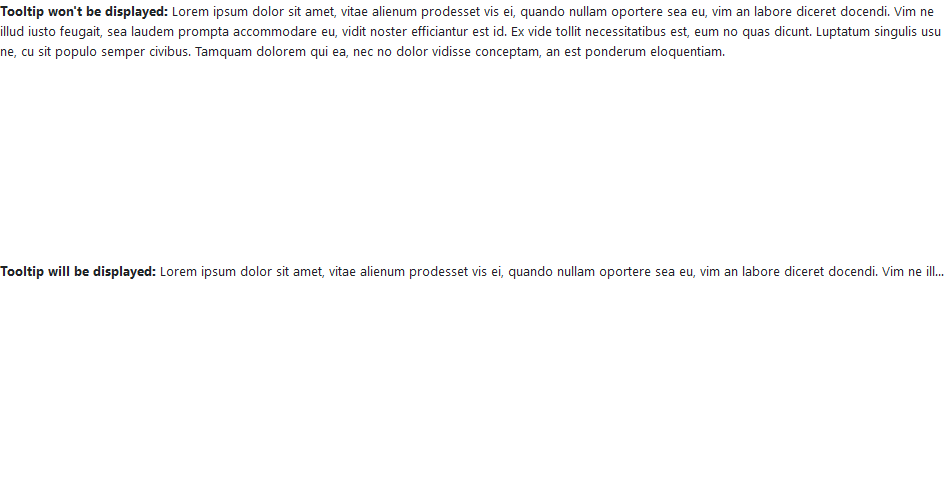 Tooltip won't be displayed: Lorem ipsum dolor sit amet, vitae alienum prodesset vis ei, quando nullam oportere sea eu, vim an labore diceret docendi. Vim ne
illud iusto feugait, sea laudem prompta accommodare eu, vidit noster efficiantur est id. Ex vide tollit necessitatibus est, eum no quas dicunt. Luptatum singulis usu
ne, cu sit populo semper civibus. Tamquam dolorem qui ea, nec no dolor vidisse conceptam, an est ponderum eloquentiam.
Tooltip will be displayed: Lorem ipsum dolor sit amet, vitae alienum prodesset vis ei, quando nullam oportere sea eu, vim an labore diceret docendi. Vim ne ill...